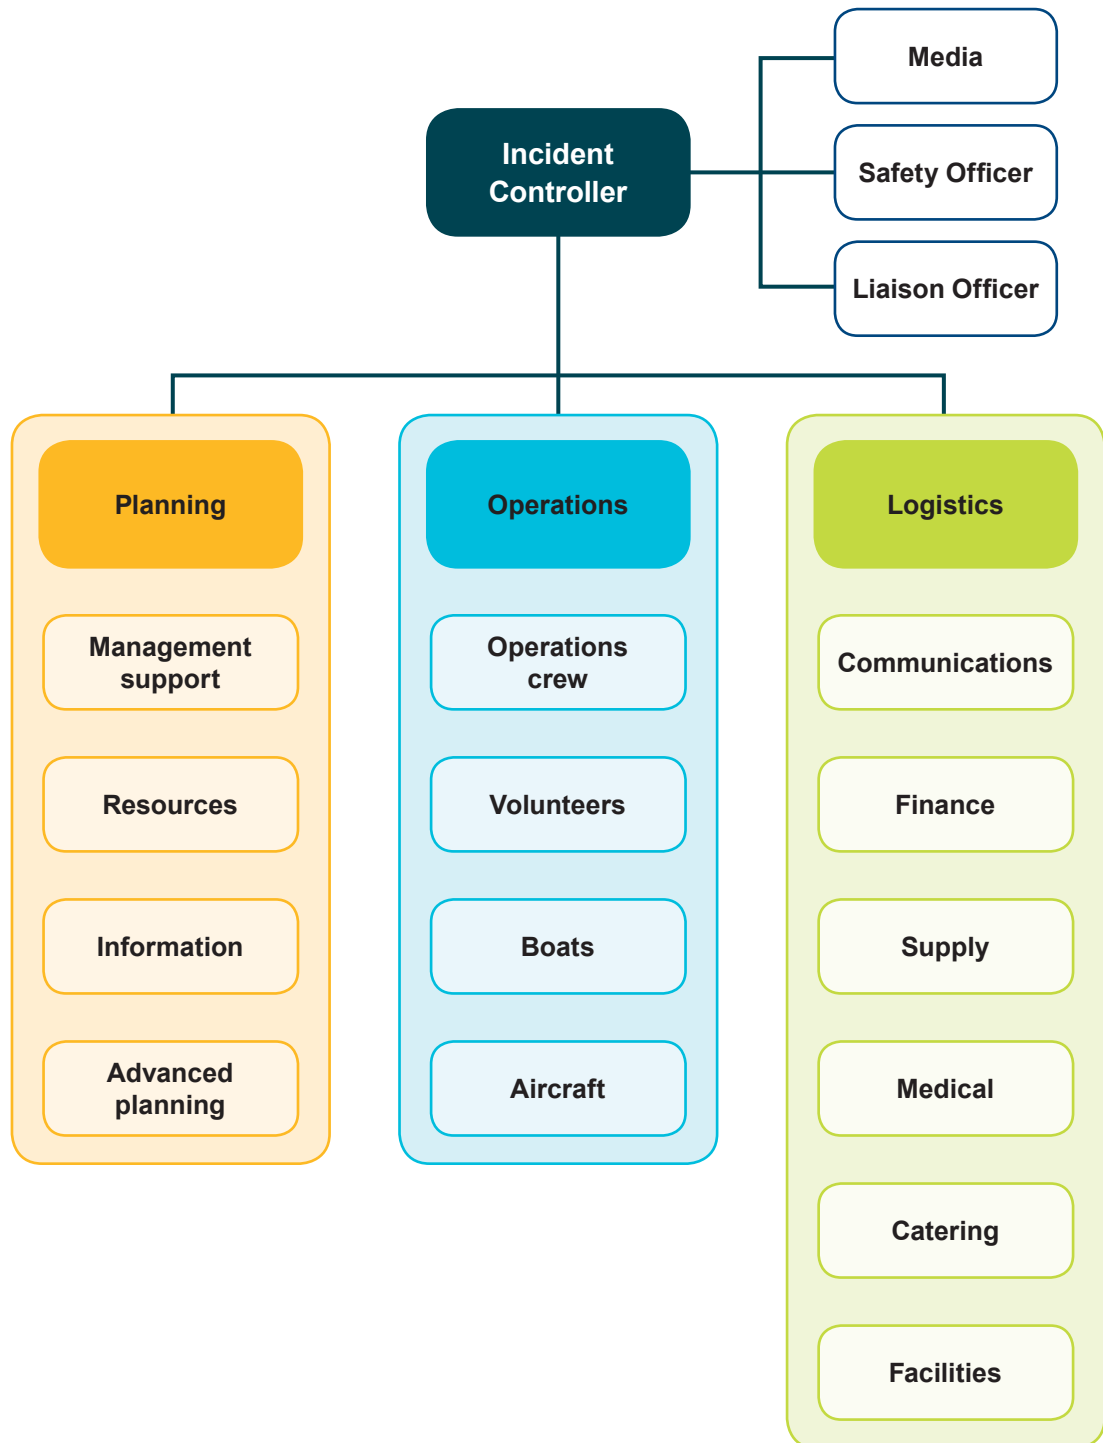 Media
Incident
Controller
Safety Officer
Liaison Officer
Planning
Management
support
Resources
Information
Advanced
planning
Operations
Operations
crew
Volunteers
Boats
Aircraft
Logistics
Communications
Finance
Supply
Medical
Catering
Facilities